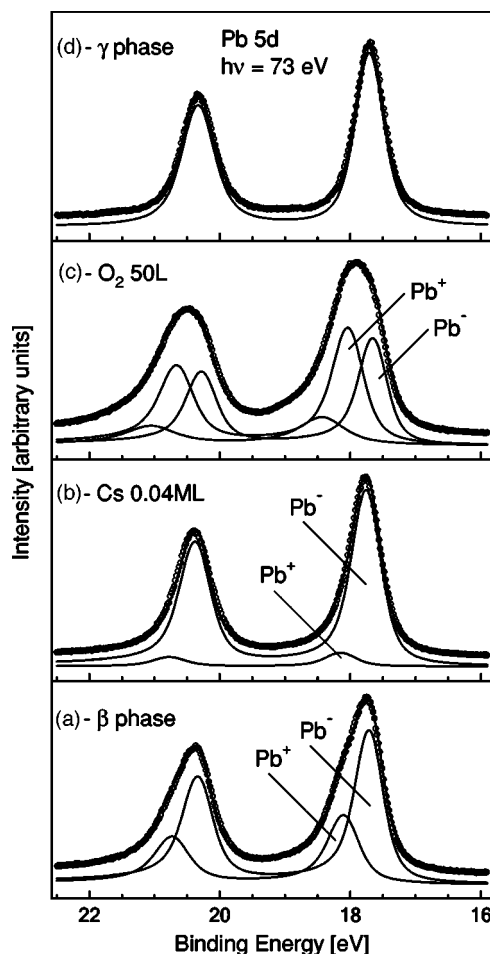 (d)- γ phase
Pb 5d
hν = 73 eV
(c)- O₂ 50L
Pb⁺
Pb⁻
(b)- Cs 0.04ML
Pb⁻
Pb⁺
(a)- β phase
Pb⁻
Pb⁺
22 20 18 16
Binding Energy [eV]
Intensity [arbitrary units]